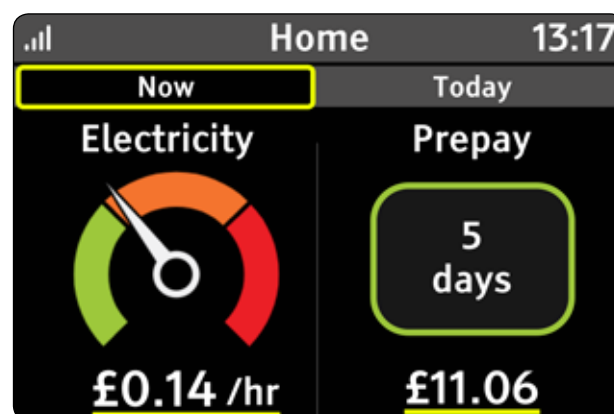 Home 13:17
Now Today
Electricity Prepay
5
days
£0.14 /hr £11.06